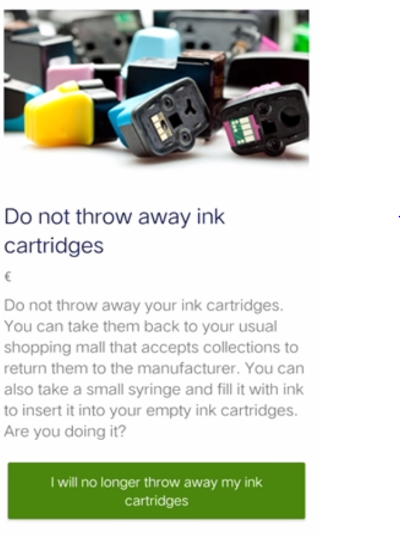 Do not throw away ink
cartridges
€
Do not throw away your ink cartridges.
You can take them back to your usual
shopping mall that accepts collections to
return them to the manufacturer. You can
also take a small syringe and fill it with ink
to insert it into your empty ink cartridges.
Are you doing it?
I will no longer throw away my ink
cartridges